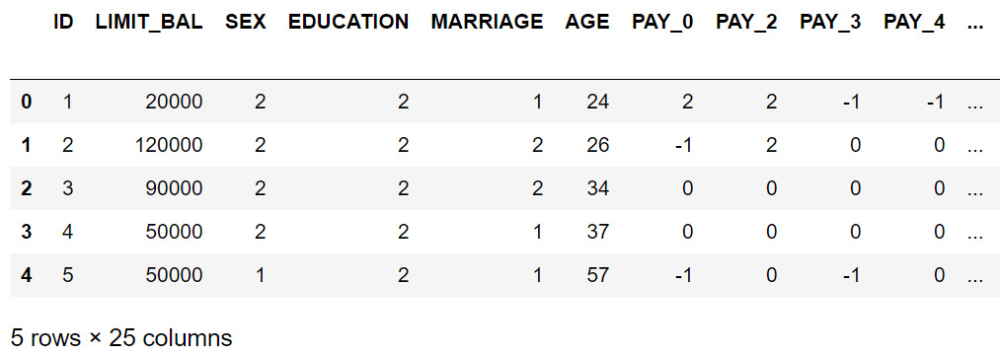 ID LIMIT_BAL SEX EDUCATION MARRIAGE AGE PAY_0 PAY_2 PAY_3 PAY_4 ...
0 1 20000 2 2 1 24 2 2 -1 -1 ...
1 2 120000 2 2 2 26 -1 2 0 0 ...
2 3 90000 2 2 2 34 0 0 0 0 ...
3 4 50000 2 2 1 37 0 0 0 0 ...
4 5 50000 1 2 1 57 -1 0 -1 0 ...
5 rows × 25 columns